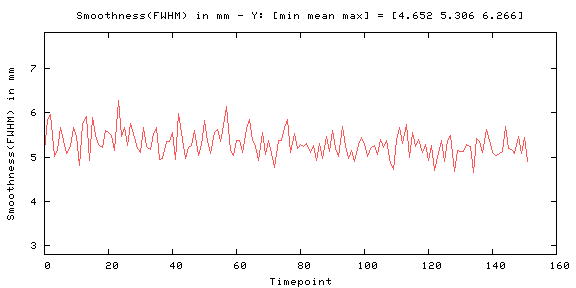 Smoothness(FWHM) in mm - Y: [min mean max] = [4.652 5.306 6.266]
7
6
5
4
3
Smoothness(FWHM) in mm
0 20 40 60 80 100 120 140 160
Timepoint